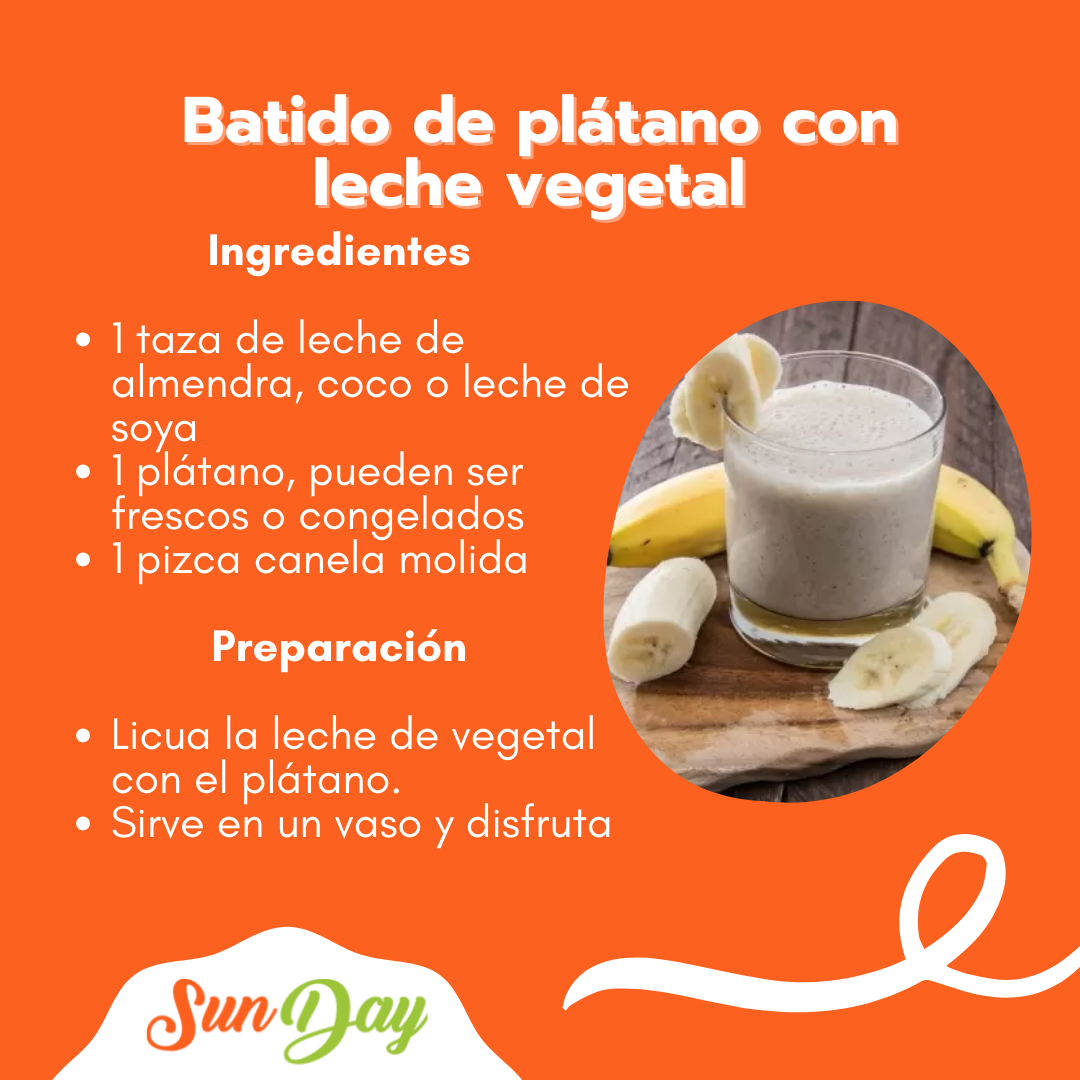 Batido de plátano con
leche vegetal
Ingredientes
• 1 taza de leche de
almendra, coco o leche de
soya
• 1 plátano, pueden ser
frescos o congelados
• 1 pizca canela molida
Preparación
• Licua la leche de vegetal
con el plátano.
• Sirve en un vaso y disfruta
SunDay